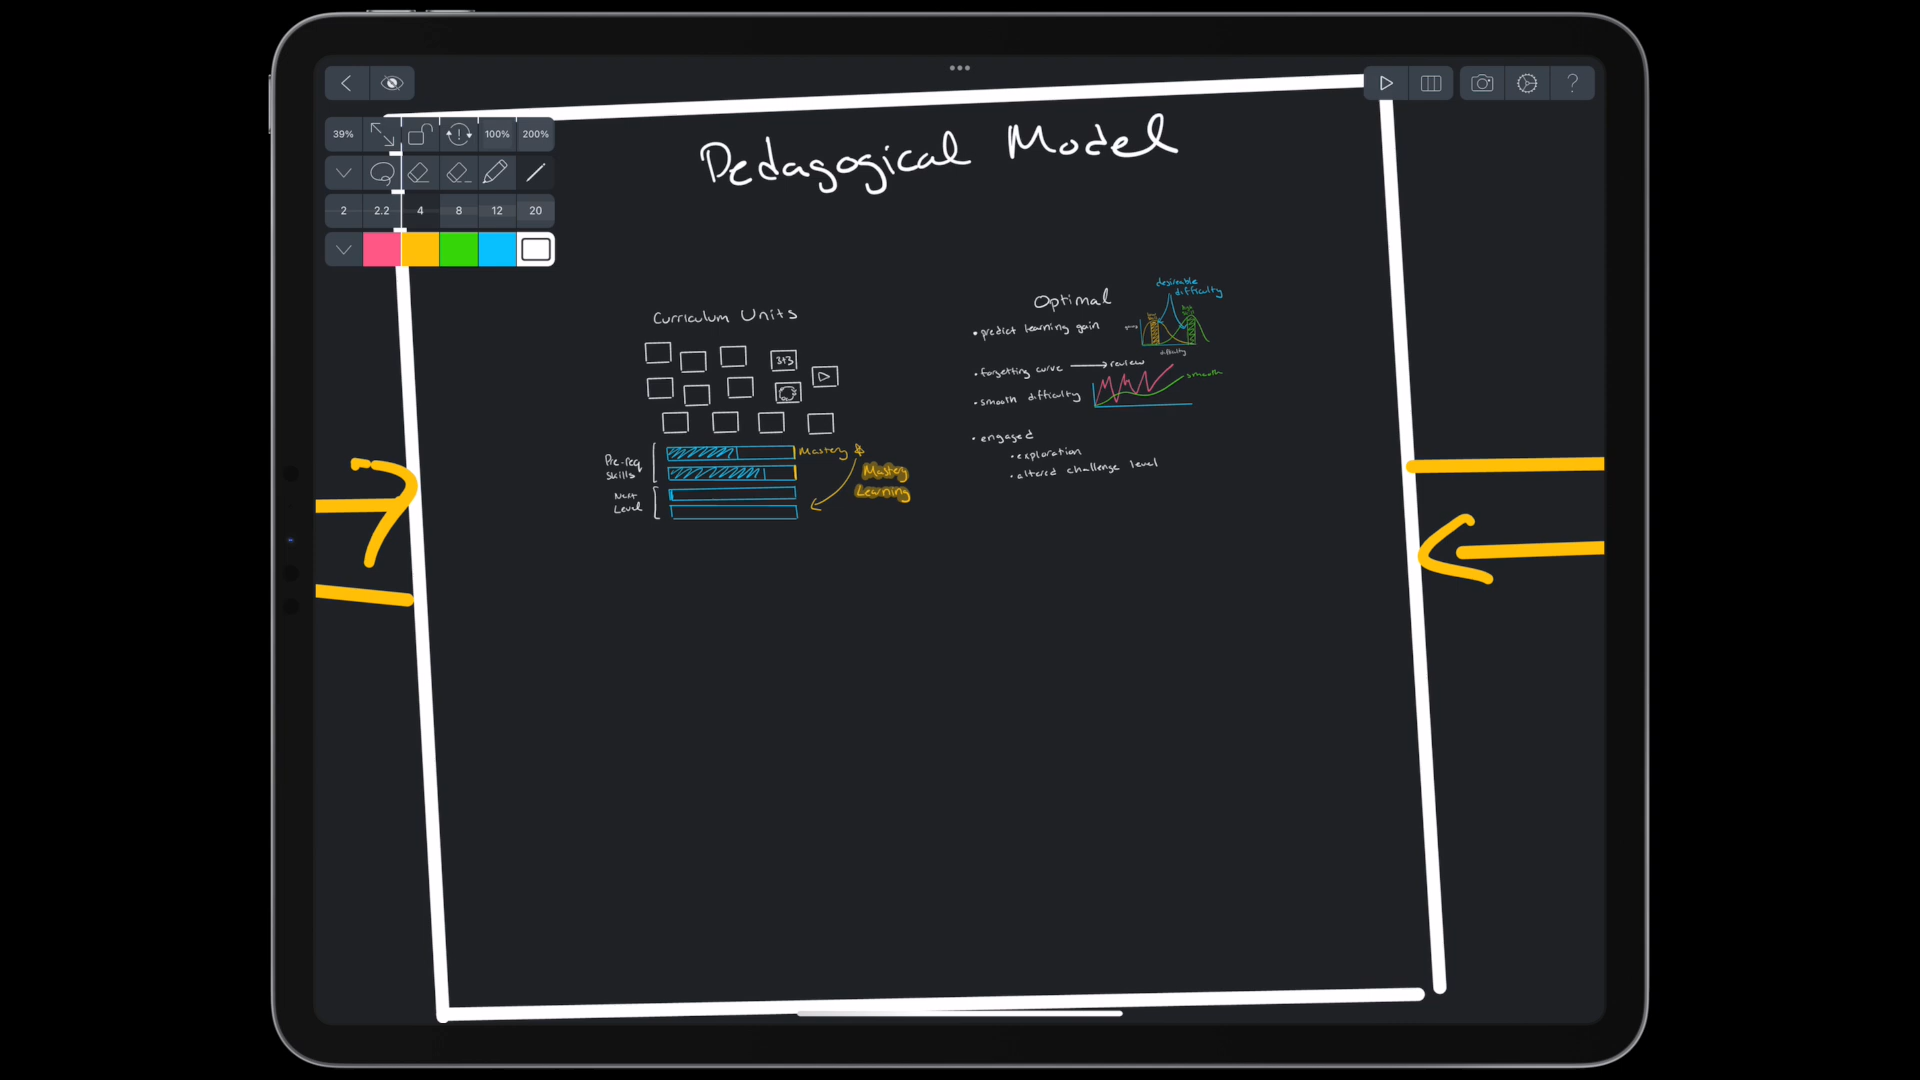 39%
100%
200%
2
2.2
4
8
12
20
?
Pedagogical Model
Curriculum Units
3+3
Pre-req
Skills
Next
Level
Mastery $
Mastery
Learning
Optimal
• predict learning gain
desireable
difficulty
difficulty
• forgetting curve → review
• smooth difficulty
smooth
• engaged
• exploration
• altered challenge level